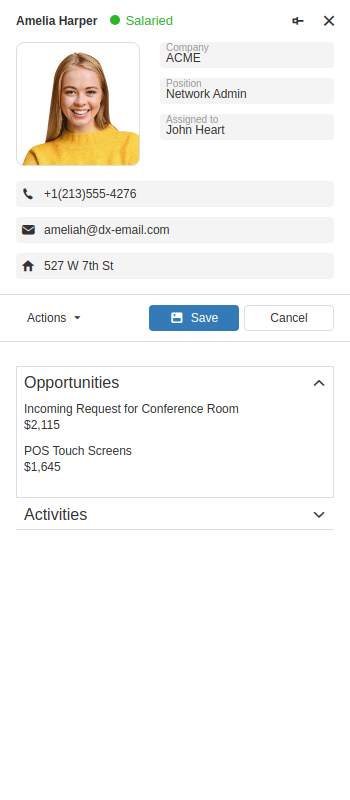 Amelia Harper Salaried
Company
ACME
Position
Network Admin
Assigned to
John Heart
+1(213)555-4276
ameliah@dx-email.com
527 W 7th St
Actions Save Cancel
Opportunities
Incoming Request for Conference Room
$2,115
POS Touch Screens
$1,645
Activities